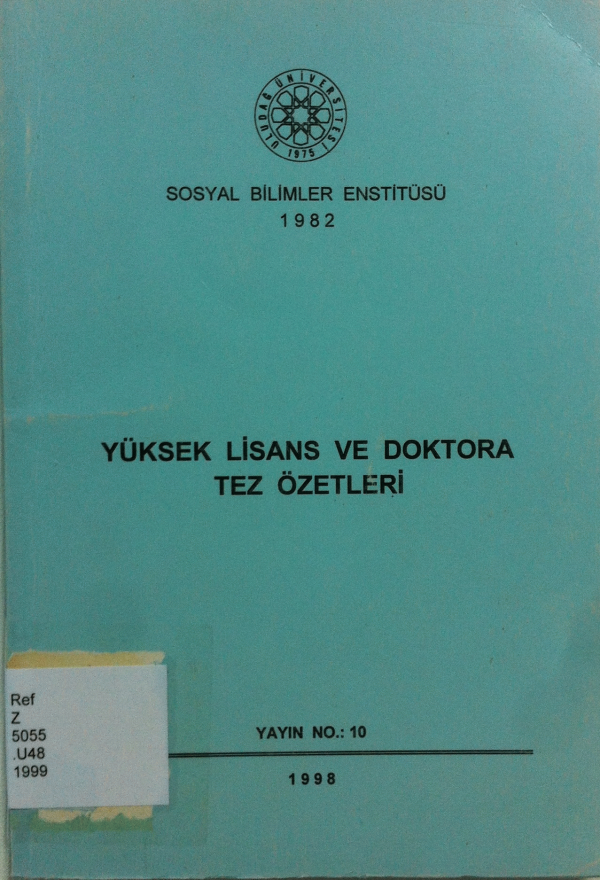 ULUDAĞ ÜNİVERSİTESİ
1975
SOSYAL BİLİMLER ENSTİTÜSÜ
1982
YÜKSEK LİSANS VE DOKTORA
TEZ ÖZETLERİ
Ref
Z
5055
.U48
1999
YAYIN NO.: 10
1998